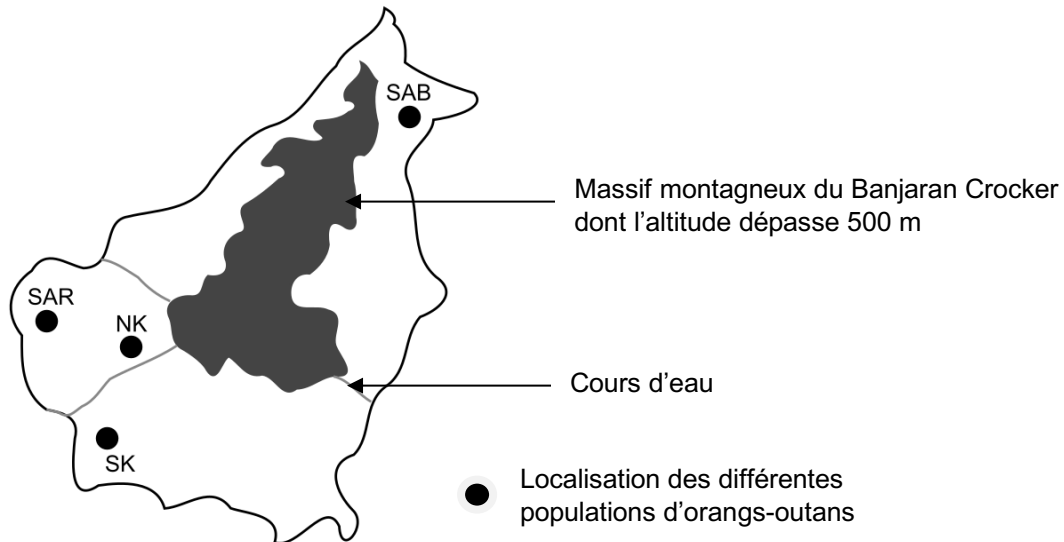 SAB
Massif montagneux du Banjaran Crocker
dont l’altitude dépasse 500 m
SAR
NK
Cours d’eau
SK
Localisation des différentes
populations d’orangs-outans